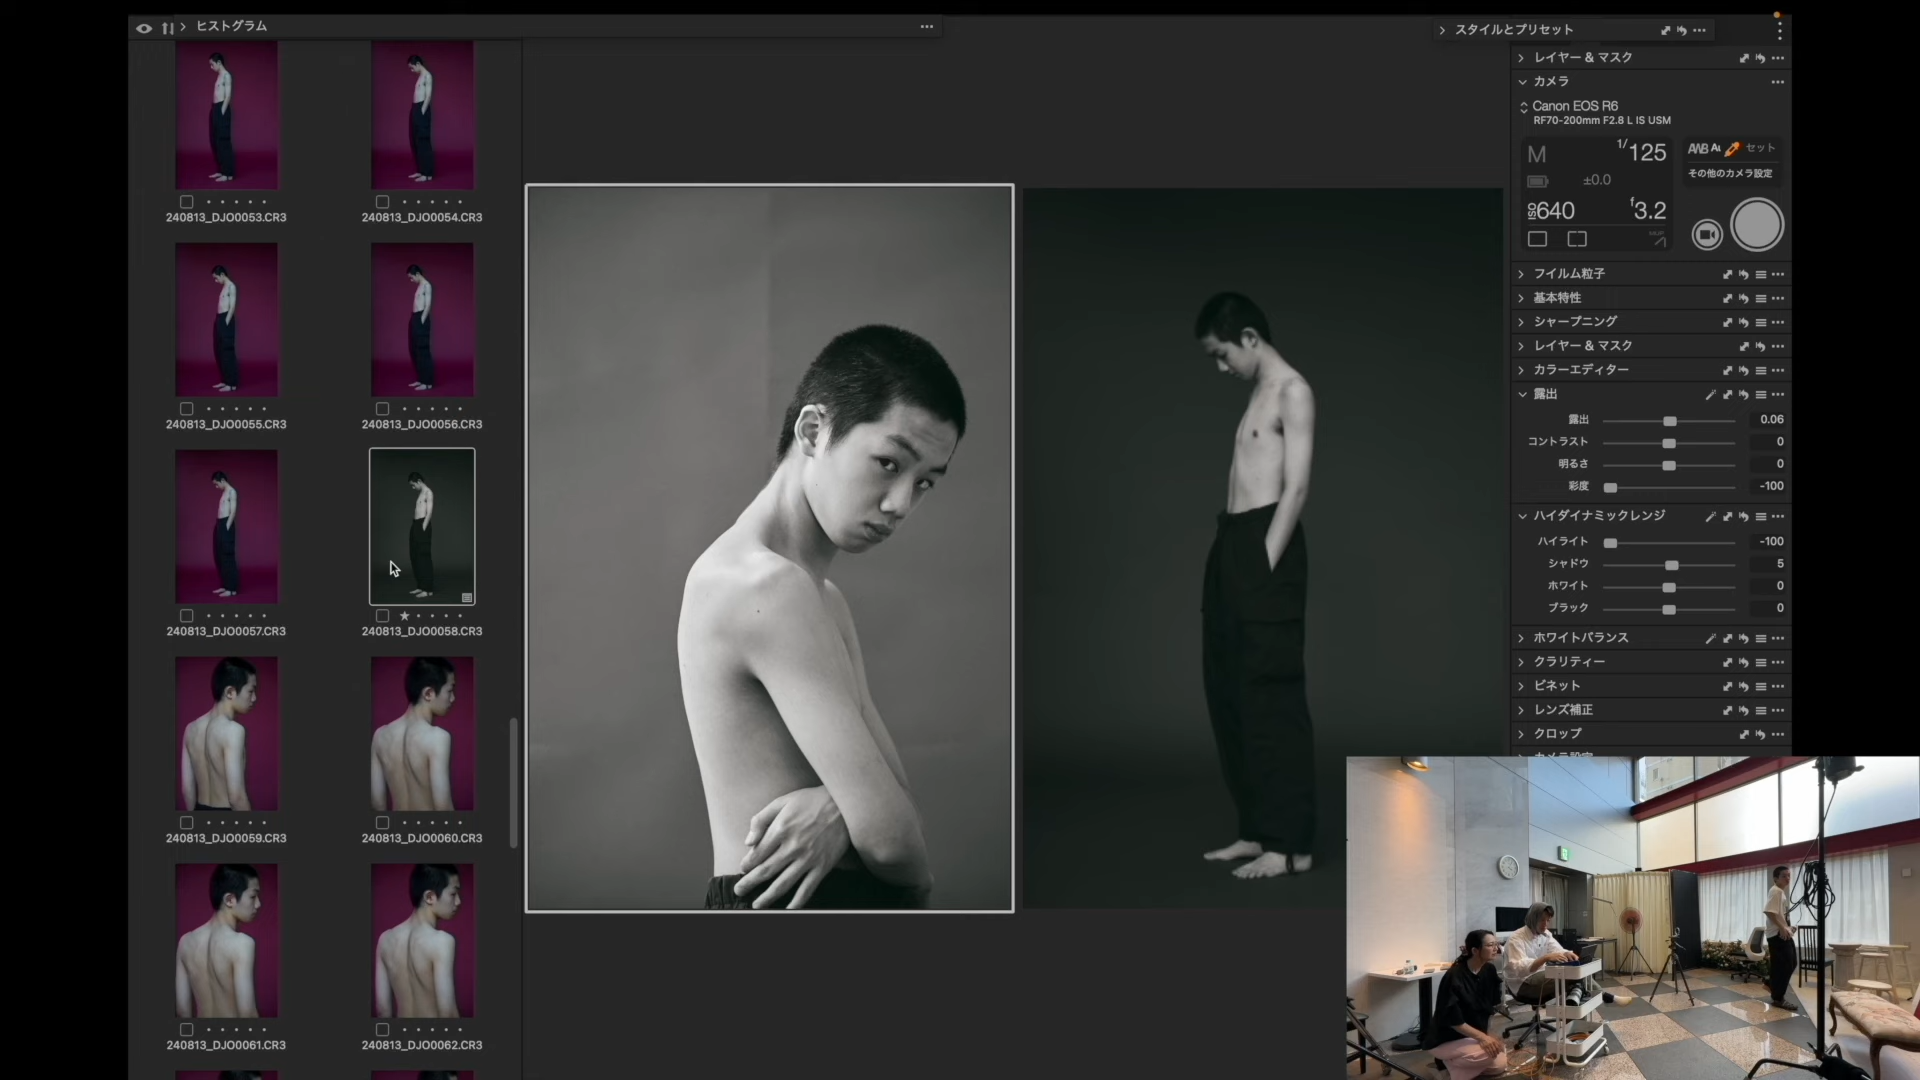 ヒストグラム
240813_DJO0053.CR3
240813_DJO0054.CR3
240813_DJO0055.CR3
240813_DJO0056.CR3
240813_DJO0057.CR3
240813_DJO0058.CR3
240813_DJO0059.CR3
240813_DJO0060.CR3
240813_DJO0061.CR3
240813_DJO0062.CR3
スタイルとプリセット
レイヤー & マスク
カメラ
Canon EOS R6
RF70-200mm F2.8 L IS USM
M 1/125
±0.0
ISO 640 f3.2
AWB セット
その他のカメラ設定
フイルム粒子
基本特性
シャープニング
レイヤー & マスク
カラーエディター
露出
露出 0.06
コントラスト 0
明るさ 0
彩度 -100
ハイダイナミックレンジ
ハイライト -100
シャドウ 5
ホワイト 0
ブラック 0
ホワイトバランス
クラリティー
ビネット
レンズ補正
クロップ